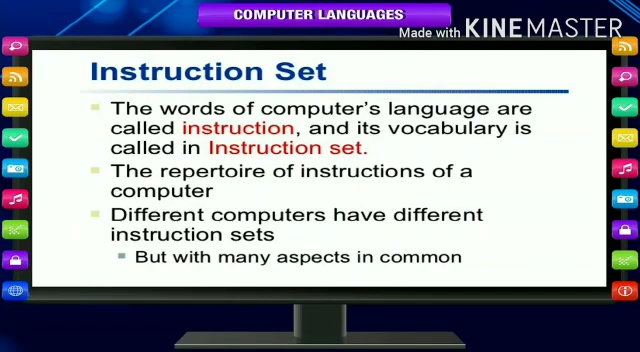 COMPUTER LANGUAGES
Made with KINEMASTER
Instruction Set
The words of computer's language are
called instruction, and its vocabulary is
called in Instruction set.
The repertoire of instructions of a
computer
Different computers have different
instruction sets
But with many aspects in common